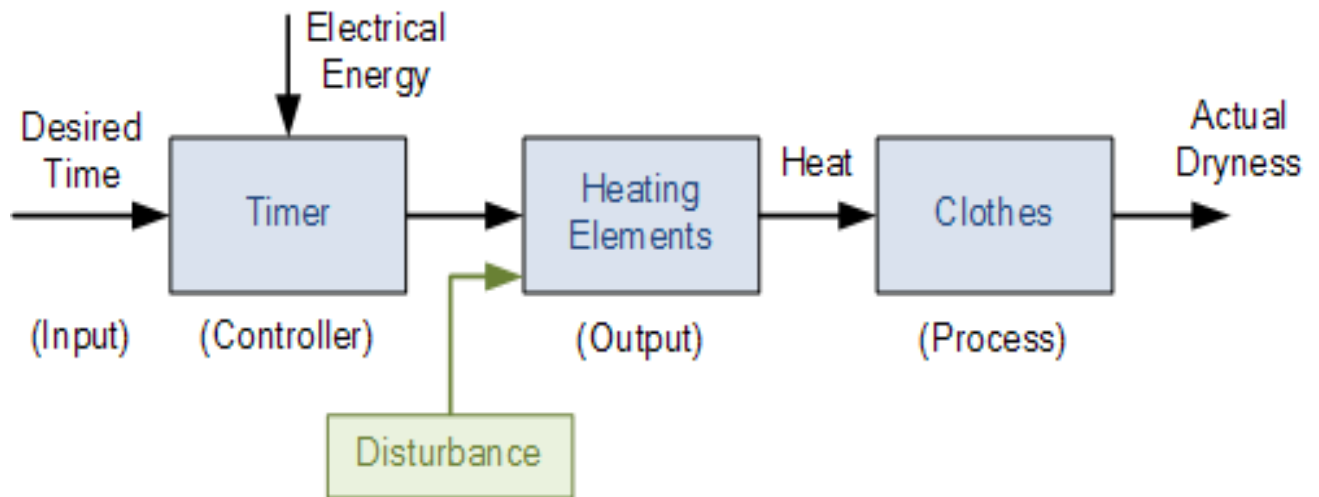 Electrical
Energy
Desired
Time
Actual
Dryness
Timer
Heating
Elements
Heat
Clothes
(Input)
(Controller)
(Output)
(Process)
Disturbance